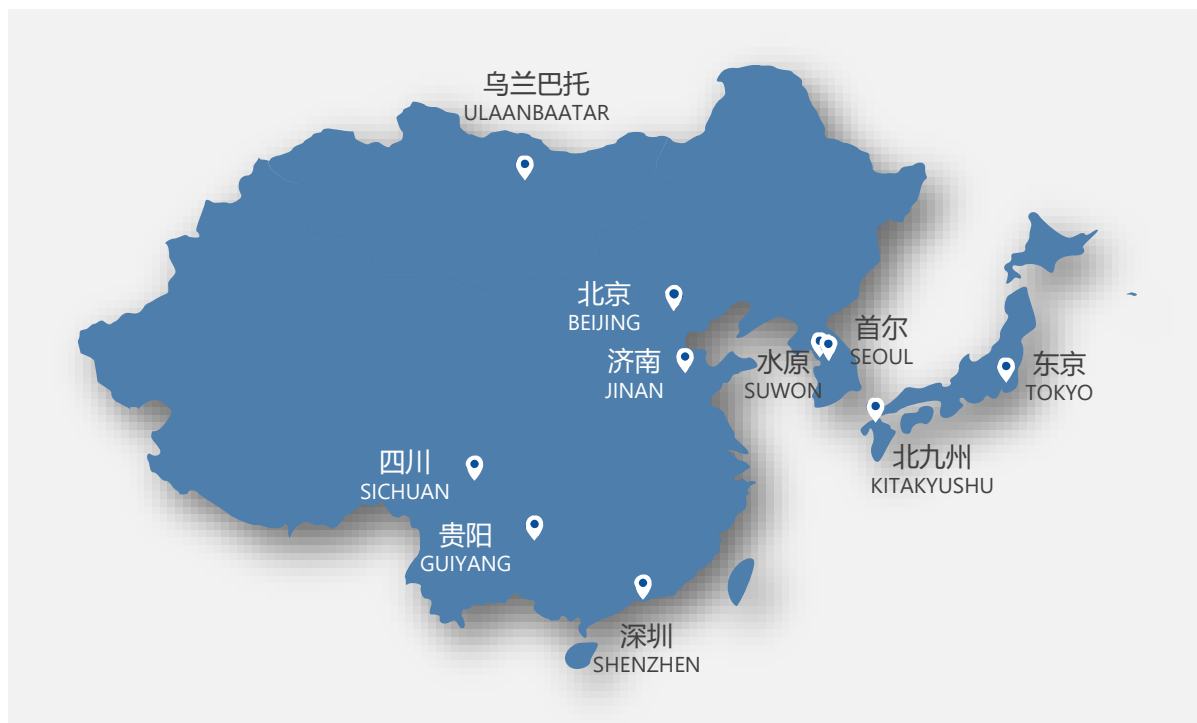 乌兰巴托
ULAANBAATAR
北京
BEIJING
首尔
SEOUL
济南
JINAN
水原
SUWON
东京
TOKYO
四川
SICHUAN
北九州
KITAKYUSHU
贵阳
GUIYANG
深圳
SHENZHEN